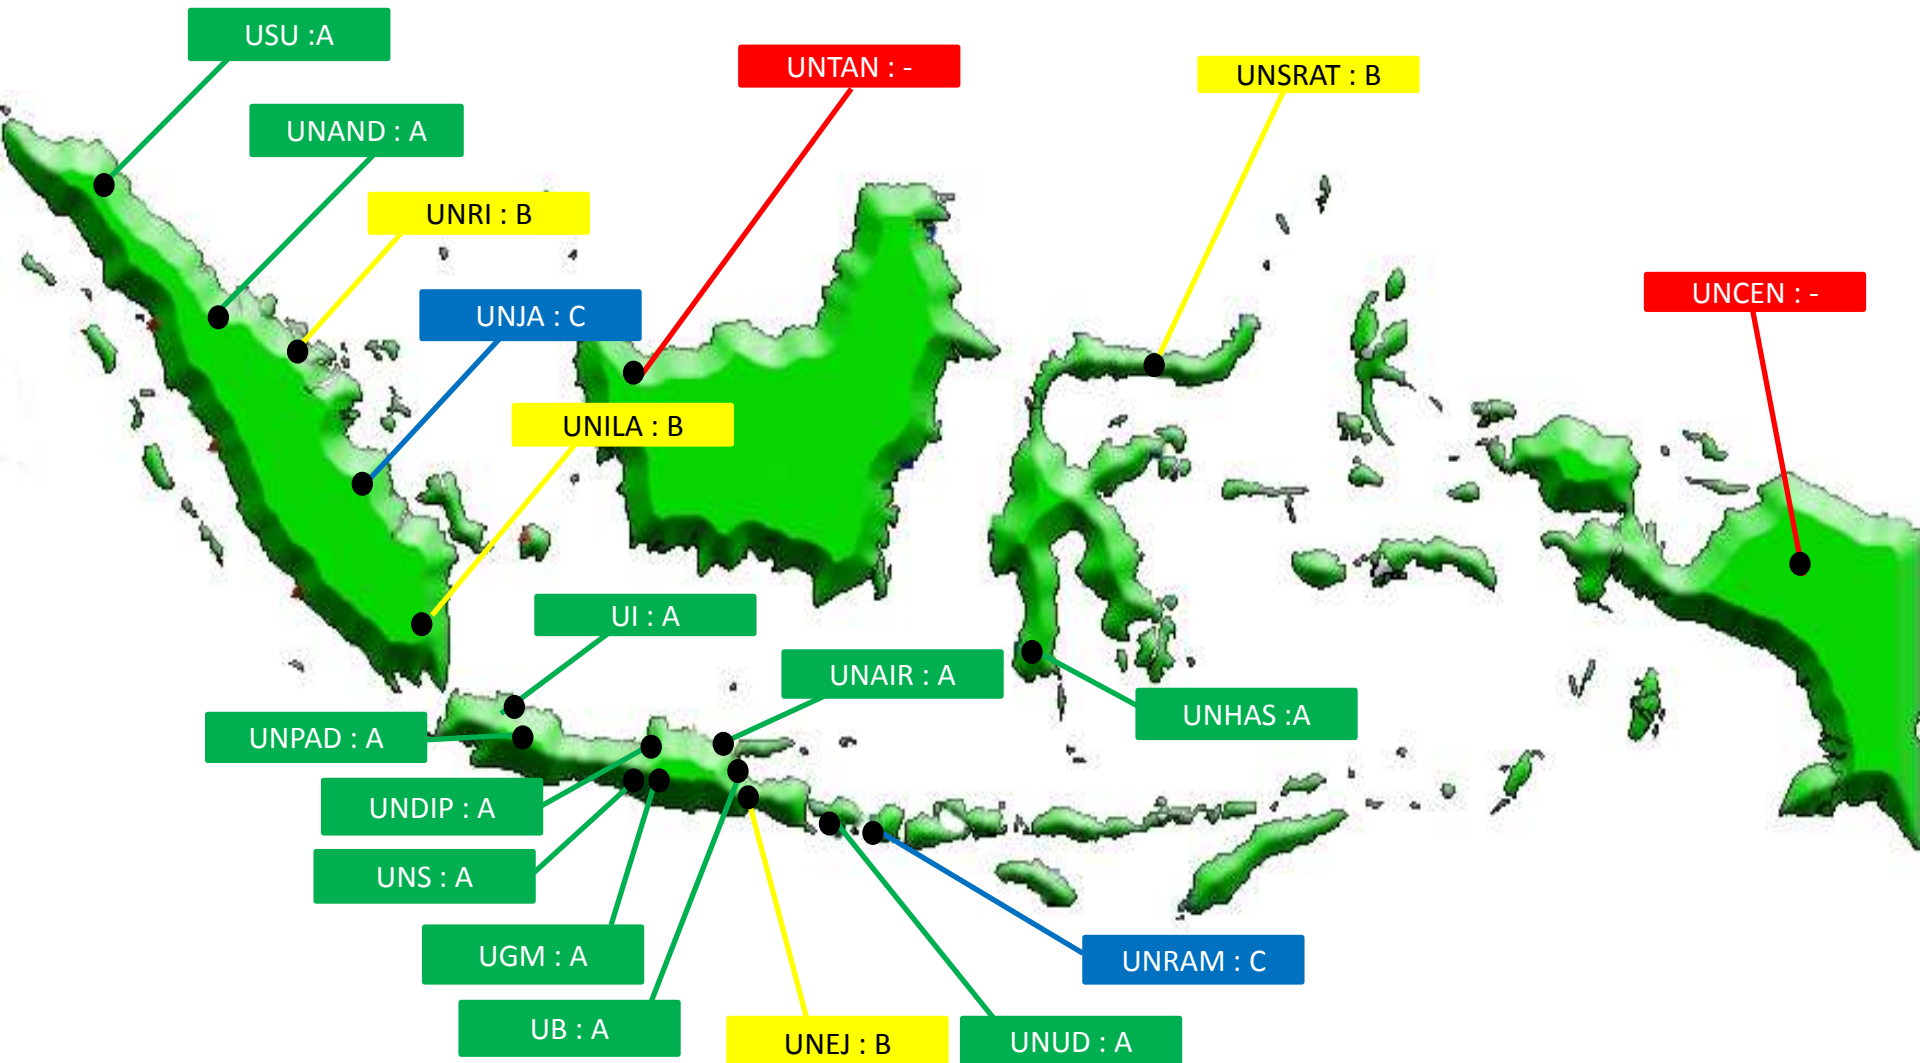 USU :A
UNTAN : -
UNSRAT : B
UNAND : A
UNRI : B
UNCEN : -
UNJA : C
UNILA : B
UI : A
UNAIR : A
UNHAS :A
UNPAD : A
UNDIP : A
UNS : A
UGM : A
UNRAM : C
UB : A
UNEJ : B
UNUD : A